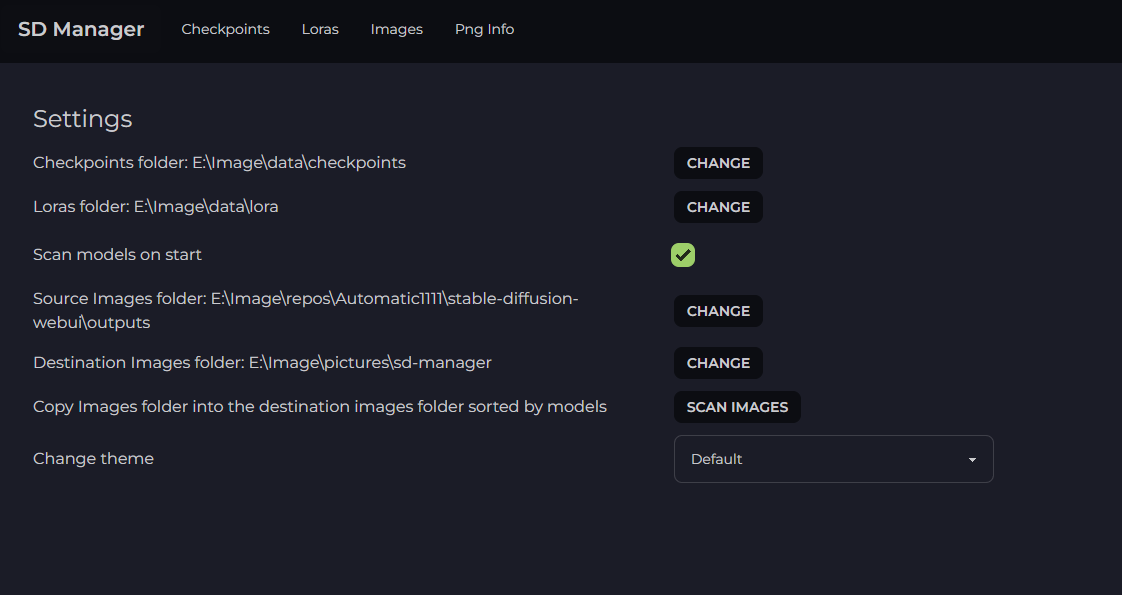 SD Manager Checkpoints Loras Images Png Info
Settings
Checkpoints folder: E:\Image\data\checkpoints CHANGE
Loras folder: E:\Image\data\lora CHANGE
Scan models on start
Source Images folder: E:\Image\repos\Automatic1111\stable-diffusion-
webui\outputs CHANGE
Destination Images folder: E:\Image\pictures\sd-manager CHANGE
Copy Images folder into the destination images folder sorted by models SCAN IMAGES
Change theme Default